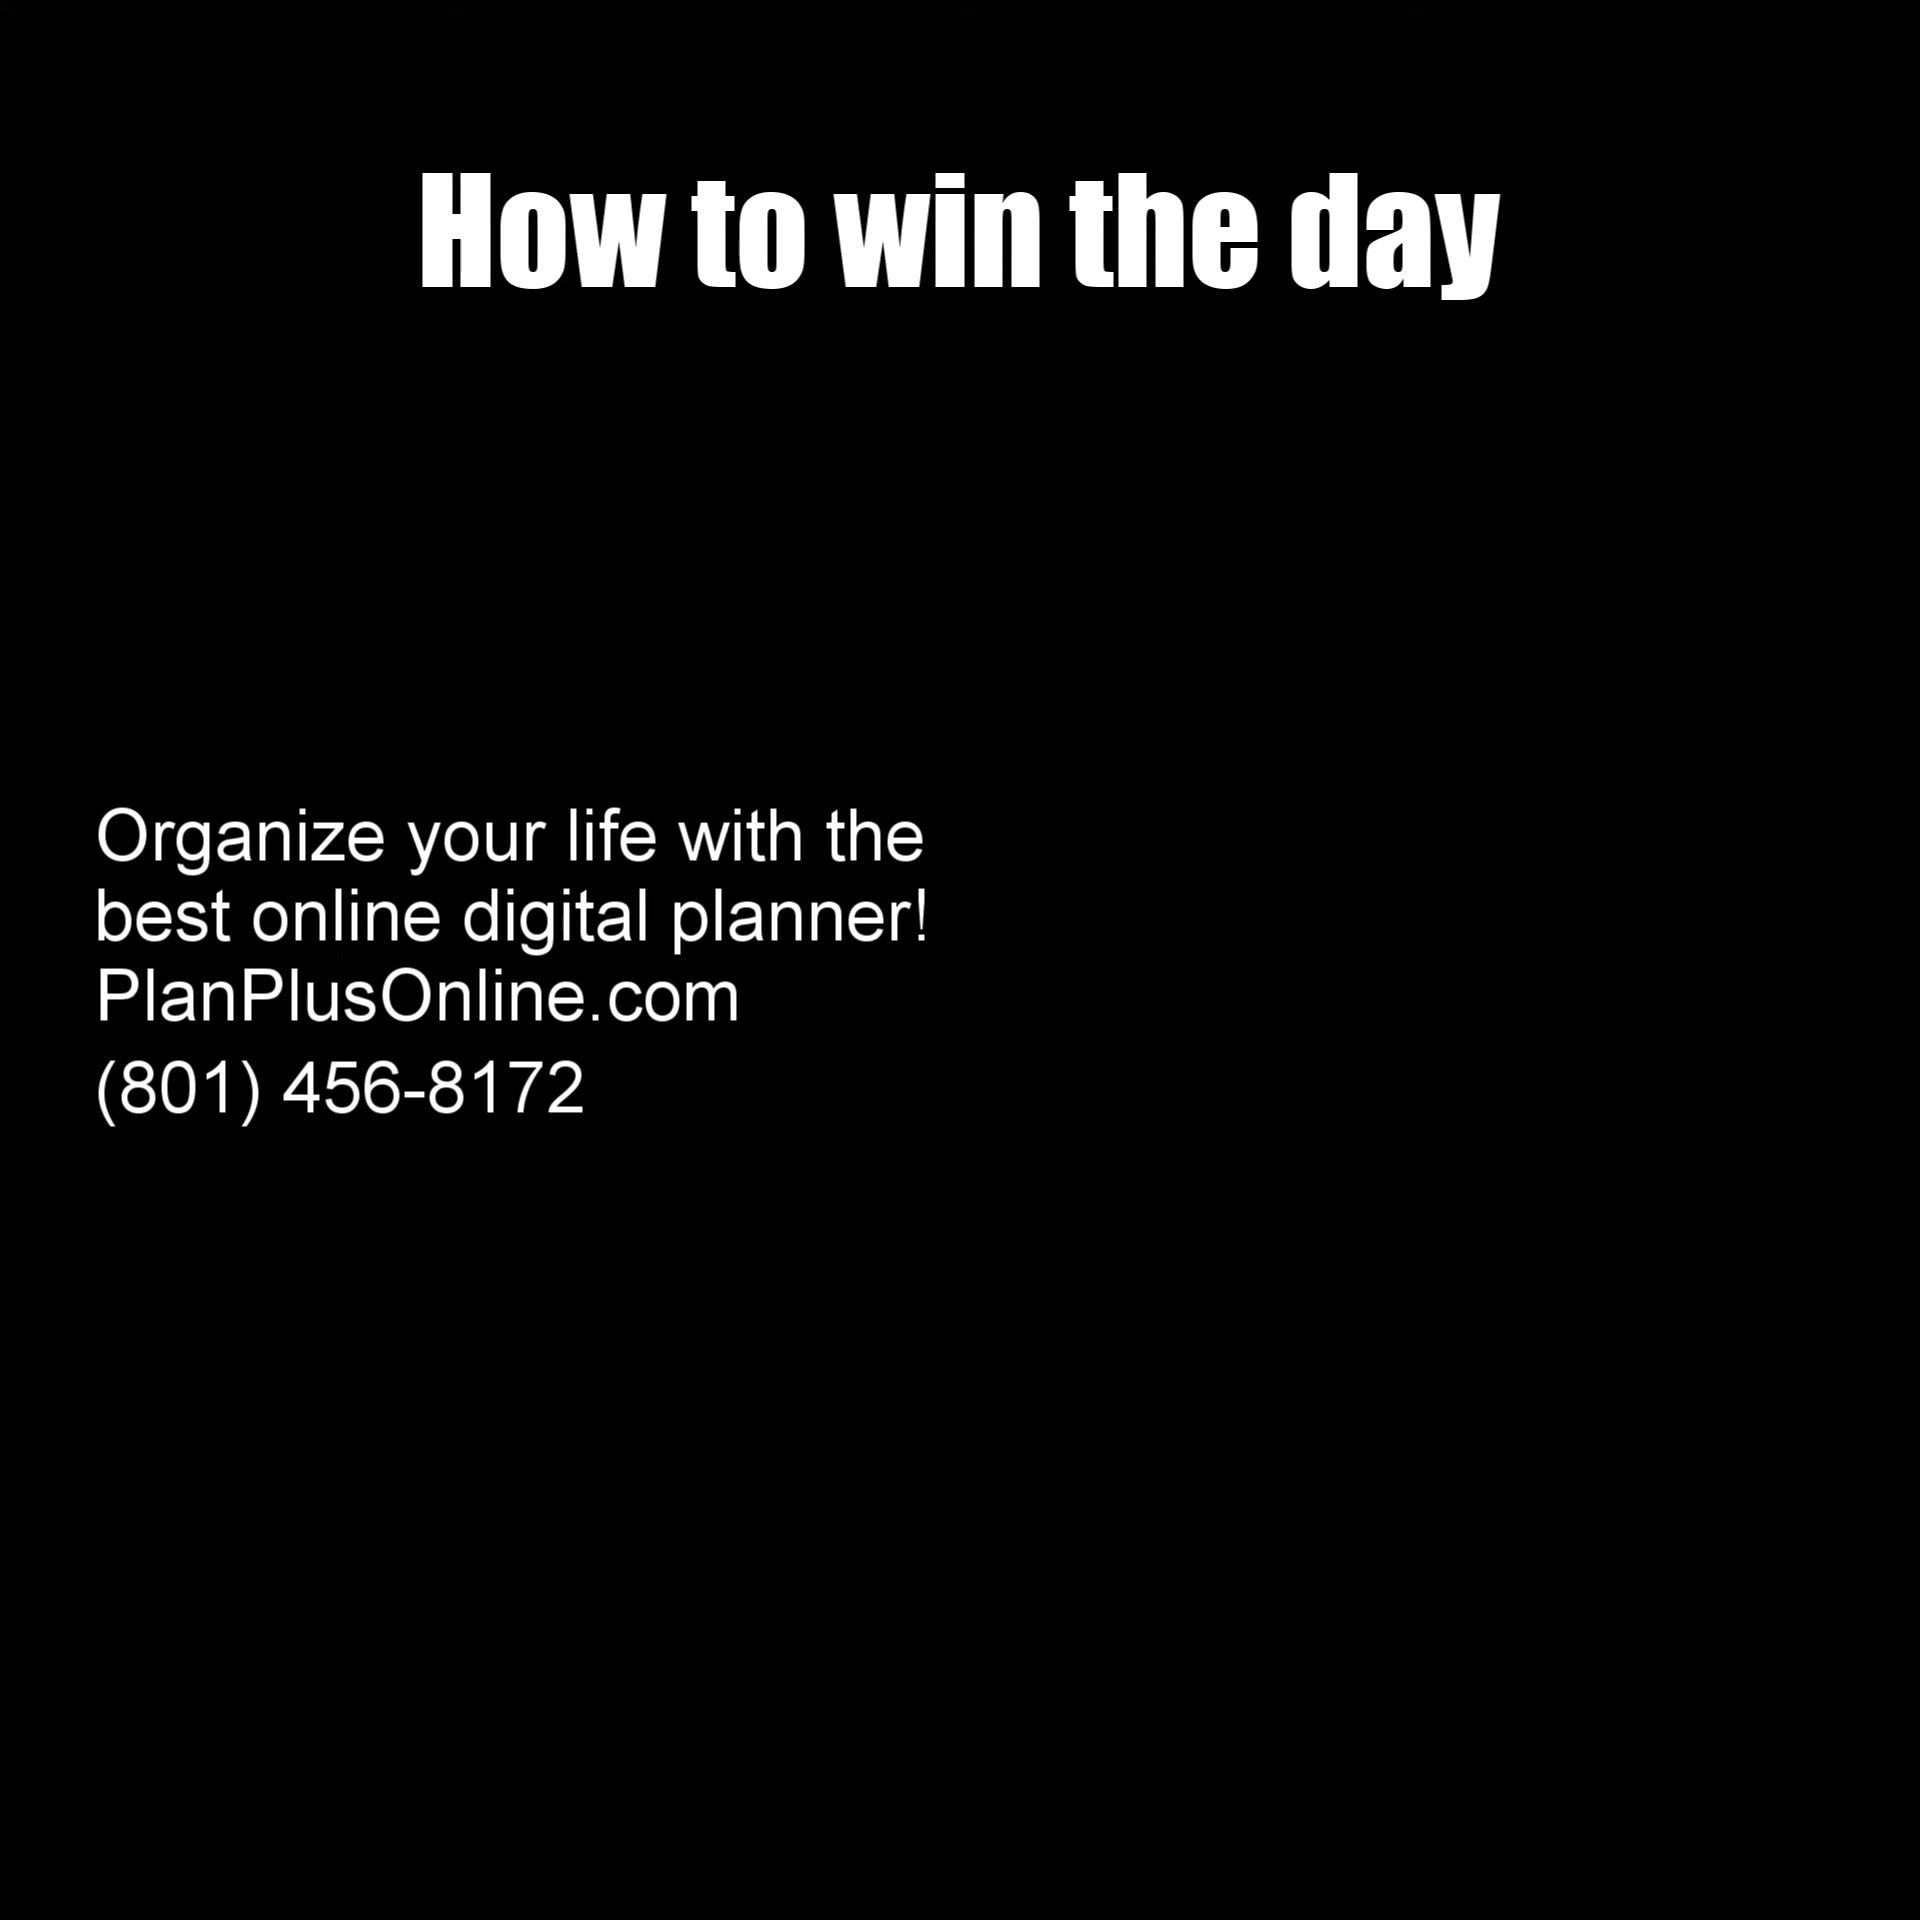 How to win the day
Organize your life with the
best online digital planner!
PlanPlusOnline.com
(801) 456-8172